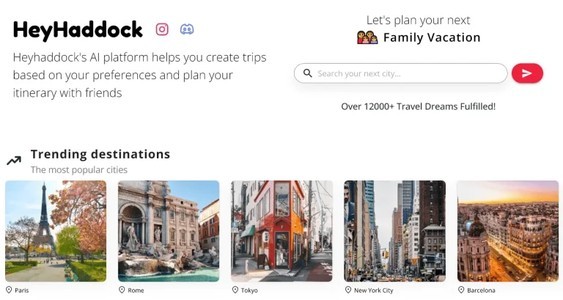 HeyHaddock
Heyhaddock's AI platform helps you create trips
based on your preferences and plan your
itinerary with friends
Let's plan your next
Family Vacation
Search your next city...
Over 12000+ Travel Dreams Fulfilled!
Trending destinations
The most popular cities
Paris
Rome
Tokyo
New York City
Barcelona